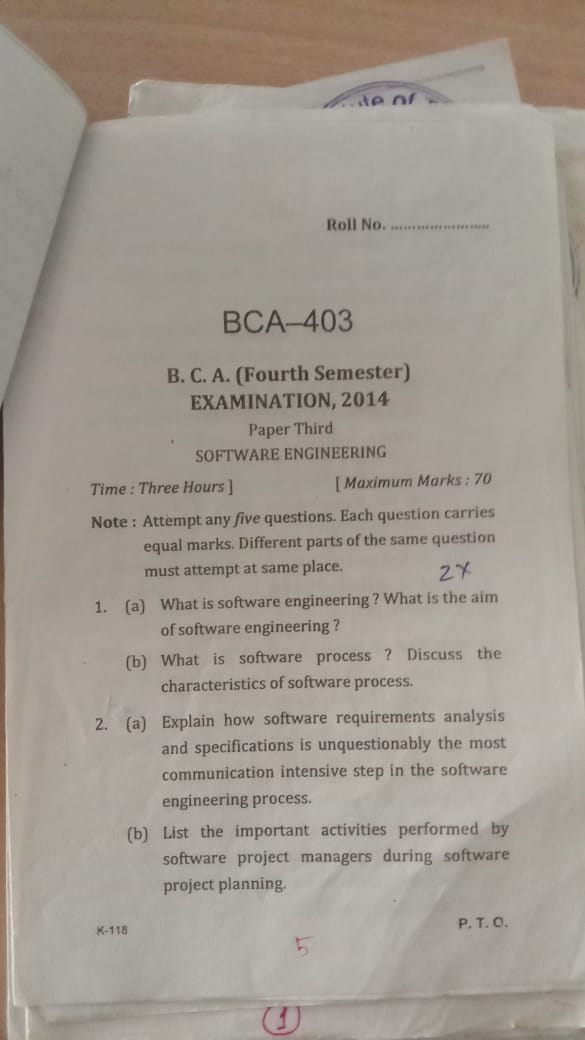 te of
Roll No. ........................
BCA–403
B. C. A. (Fourth Semester)
EXAMINATION, 2014
Paper Third
SOFTWARE ENGINEERING
Time : Three Hours ] [ Maximum Marks : 70
Note : Attempt any five questions. Each question carries
equal marks. Different parts of the same question
must attempt at same place.
2X
1. (a) What is software engineering ? What is the aim
of software engineering ?
(b) What is software process ? Discuss the
characteristics of software process.
2. (a) Explain how software requirements analysis
and specifications is unquestionably the most
communication intensive step in the software
engineering process.
(b) List the important activities performed by
software project managers during software
project planning.
K-118 P. T. O.
5
1